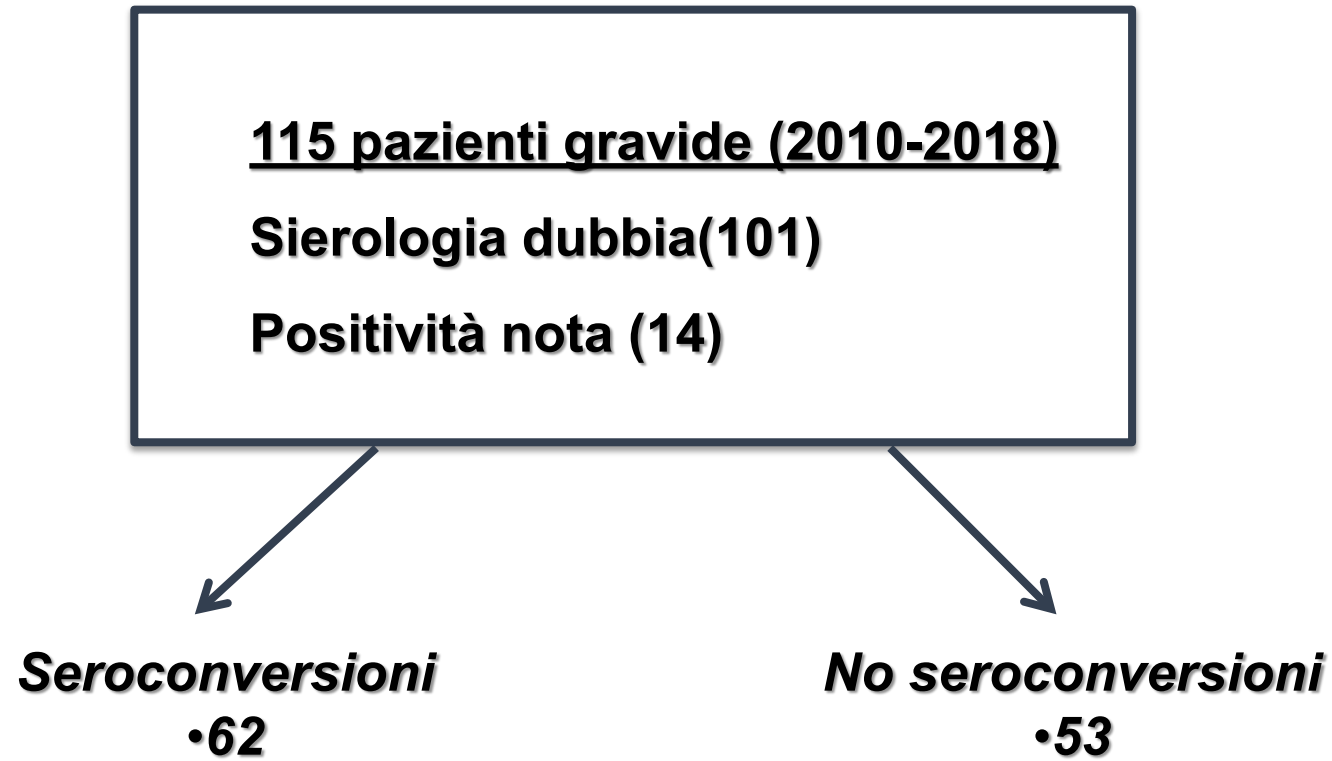 115 pazienti gravide (2010-2018)
Sierologia dubbia(101)
Positività nota (14)
Seroconversioni
•62
No seroconversioni
•53